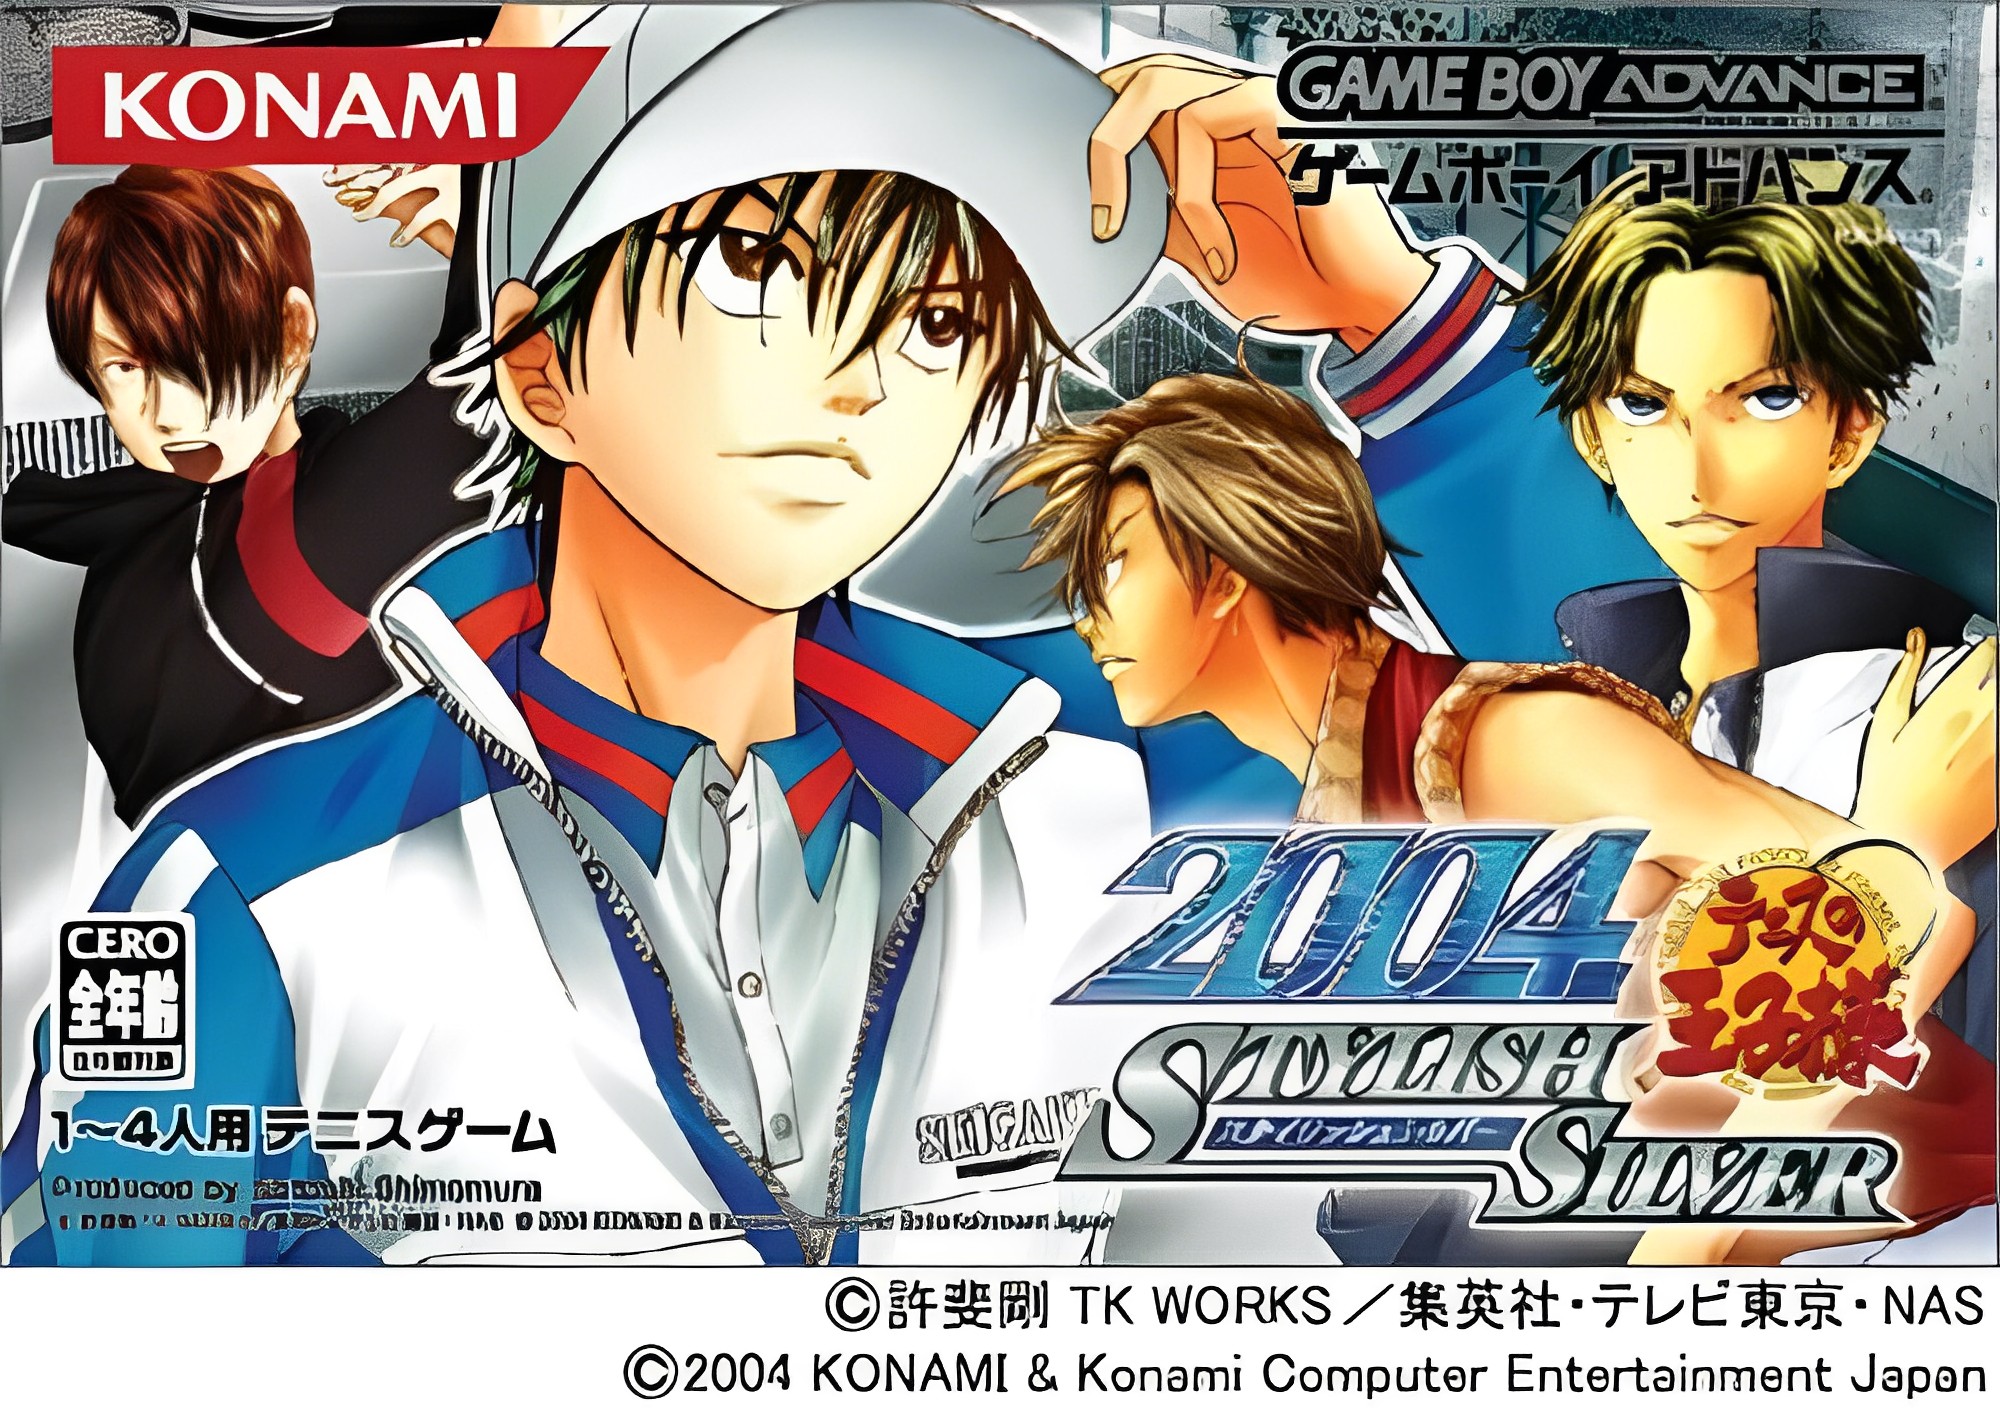 KONAMI
GAME BOY ADVANCE
ゲームボーイアドバンス
2004
テニスの
王子様
STYLISH
SILVER
CERO
全年齢
1～4人用 テニスゲーム
©許斐剛 TK WORKS／集英社・テレビ東京・NAS
©2004 KONAMI & Konami Computer Entertainment Japan